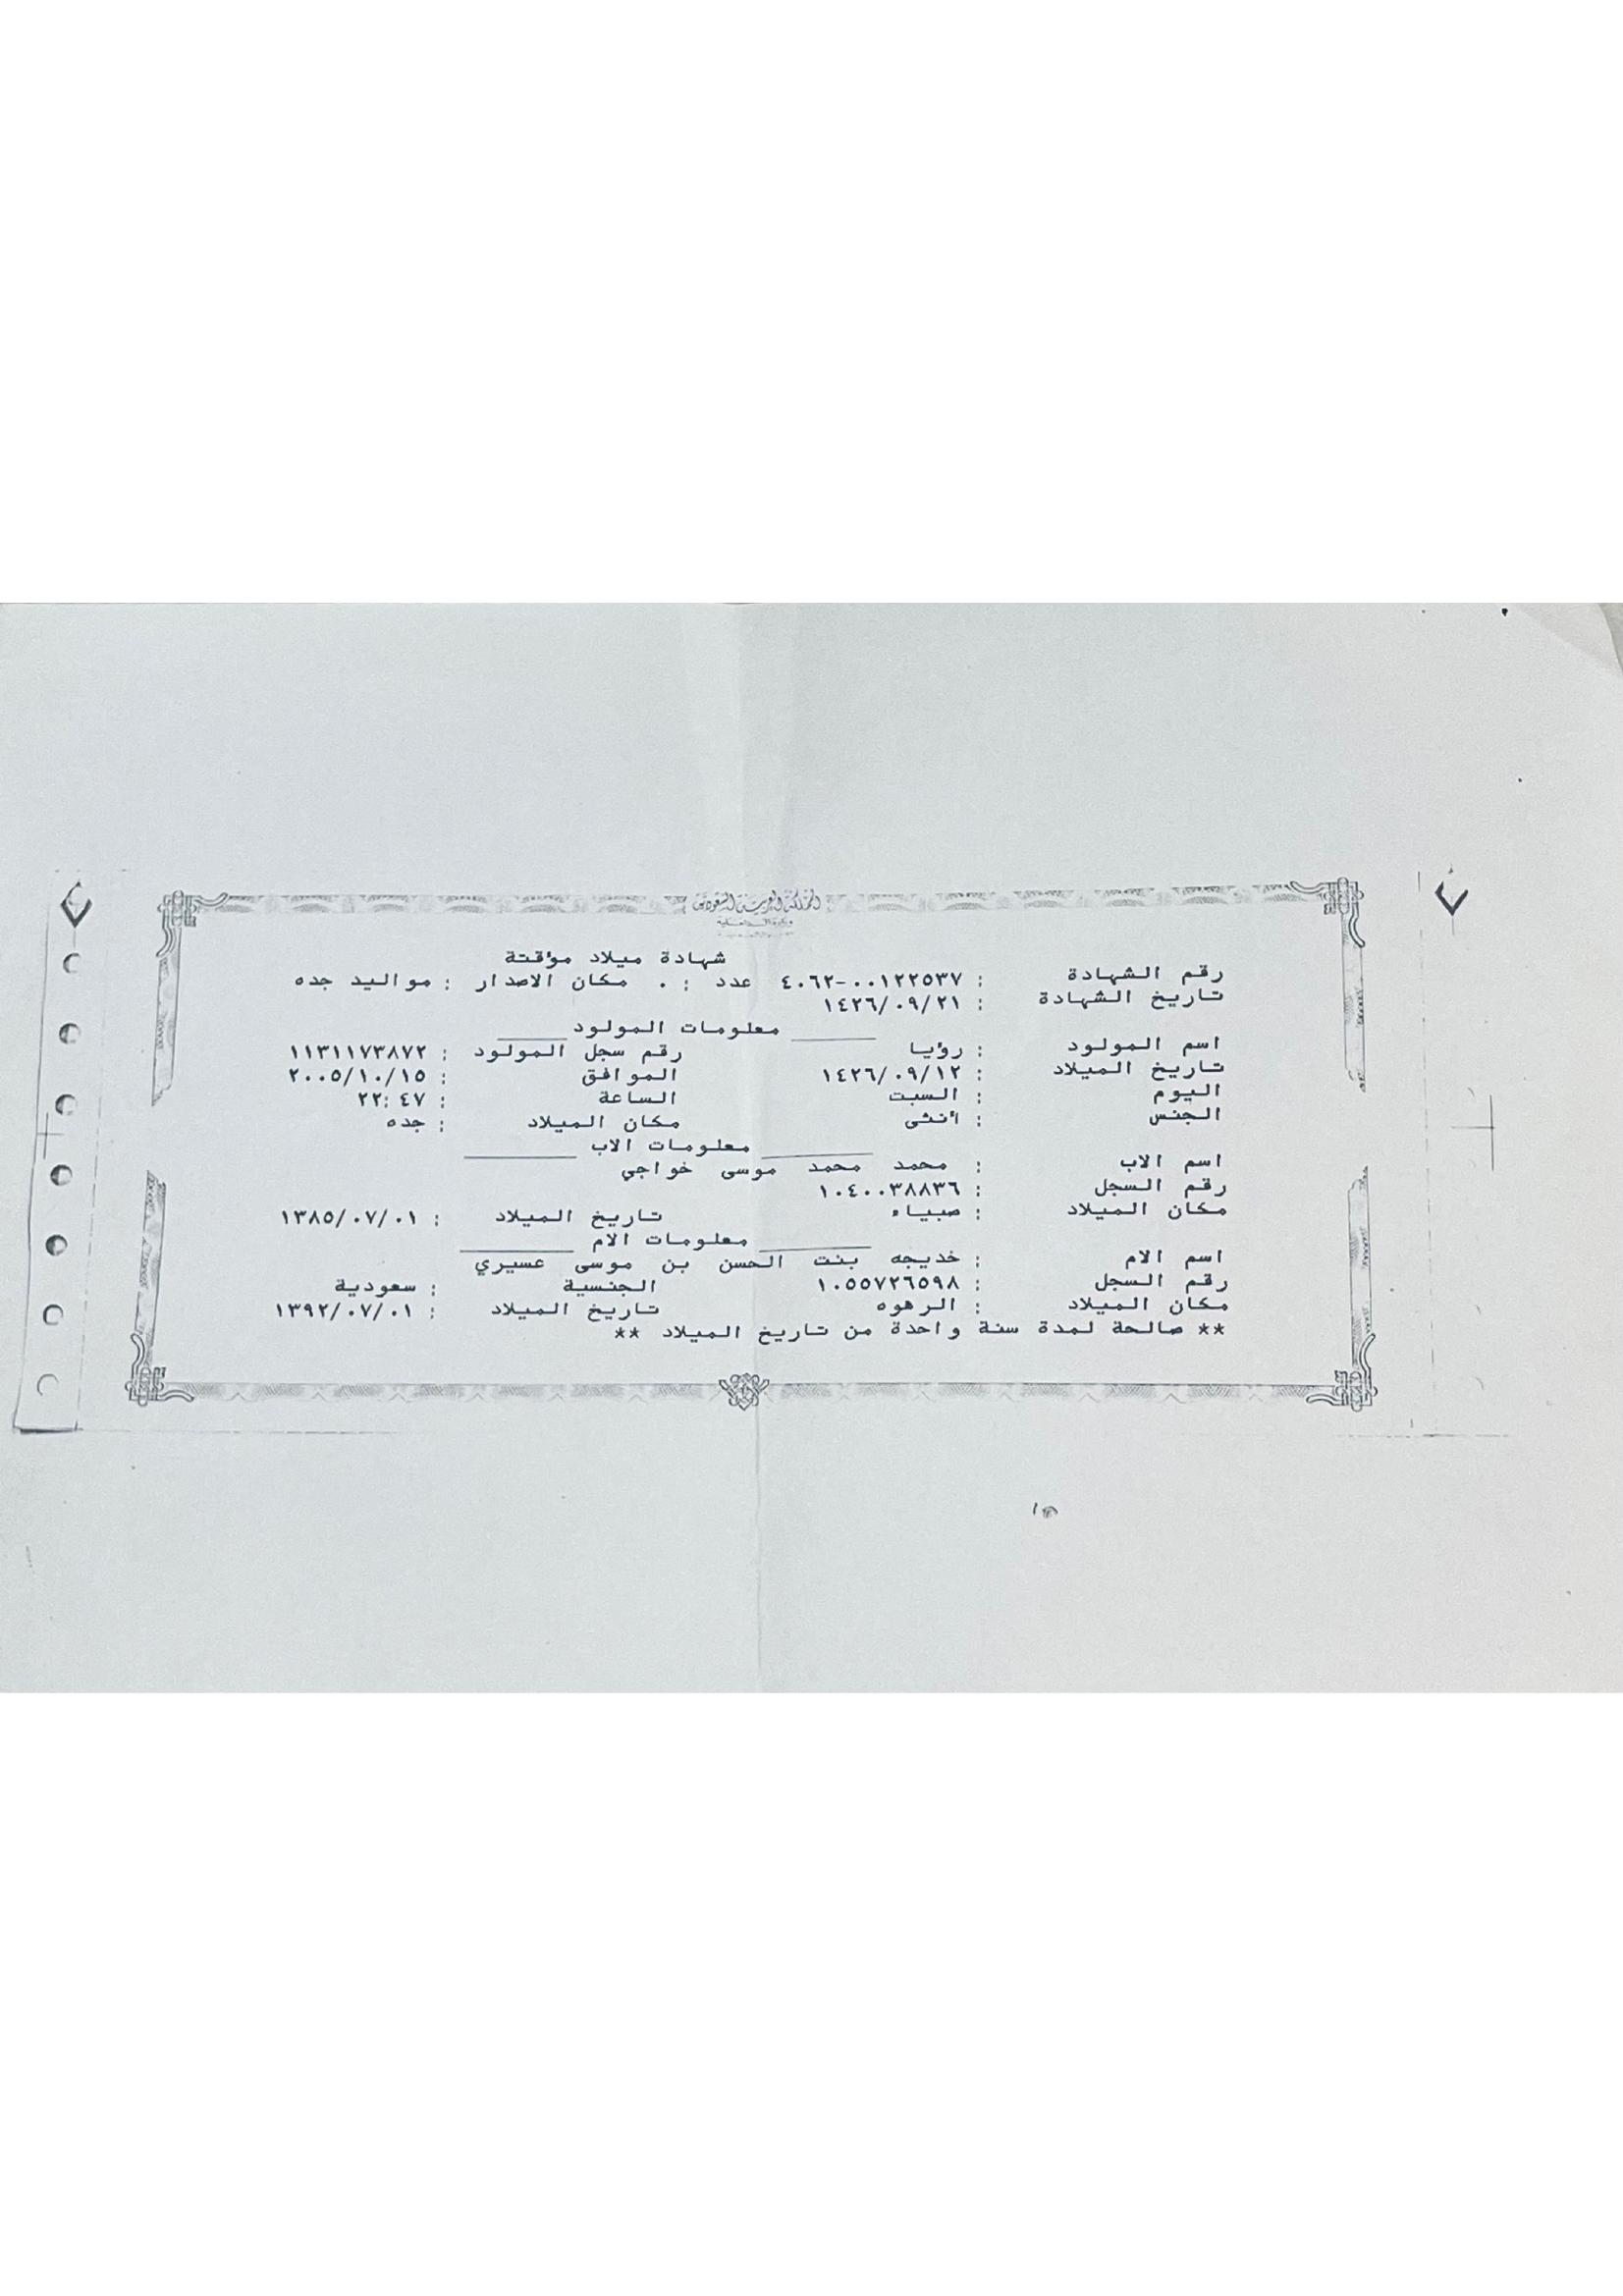 المملكة العربية السعودية
وزارة الداخلية
شهادة ميلاد مؤقتة
رقم الشهادة : ٠٠١٢٢٥٣٧-٤٠٦٢ عدد : ٠ مكان الاصدار : مواليد جده
تاريخ الشهادة : ١٤٢٦/٠٩/٢١
معلومات المولود
اسم المولود : رؤيا رقم سجل المولود : ١١٣١١٧٣٨٧٢
تاريخ الميلاد : ١٤٢٦/٠٩/١٢ الموافق : ٢٠٠٥/١٠/١٥
اليوم : السبت الساعة : ٢٢:٤٧
الجنس : أنثى مكان الميلاد : جده
معلومات الاب
اسم الاب : محمد محمد موسى خواجي
رقم السجل : ١٠٤٠٠٣٨٨٣٦
مكان الميلاد : صبياء تاريخ الميلاد : ١٣٨٥/٠٧/٠١
معلومات الام
اسم الام : خديجه بنت الحسن بن موسى عسيري
رقم السجل : ١٠٥٥٧٢٦٥٩٨ الجنسية : سعودية
مكان الميلاد : الرهوه تاريخ الميلاد : ١٣٩٢/٠٧/٠١
** صالحة لمدة سنة واحدة من تاريخ الميلاد **